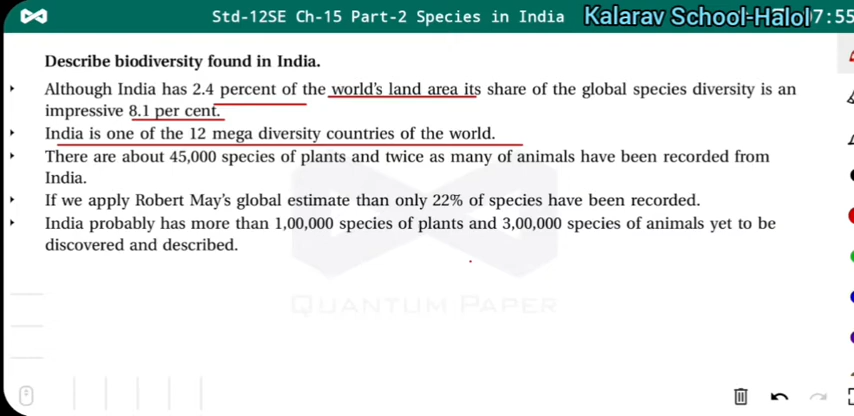 Std-12SE Ch-15 Part-2 Species in India
Kalarav School-Halol
7:55
Describe biodiversity found in India.
Although India has 2.4 percent of the world's land area its share of the global species diversity is an
impressive 8.1 per cent.
India is one of the 12 mega diversity countries of the world.
There are about 45,000 species of plants and twice as many of animals have been recorded from
India.
If we apply Robert May's global estimate than only 22% of species have been recorded.
India probably has more than 1,00,000 species of plants and 3,00,000 species of animals yet to be
discovered and described.
QUANTUM PAPER